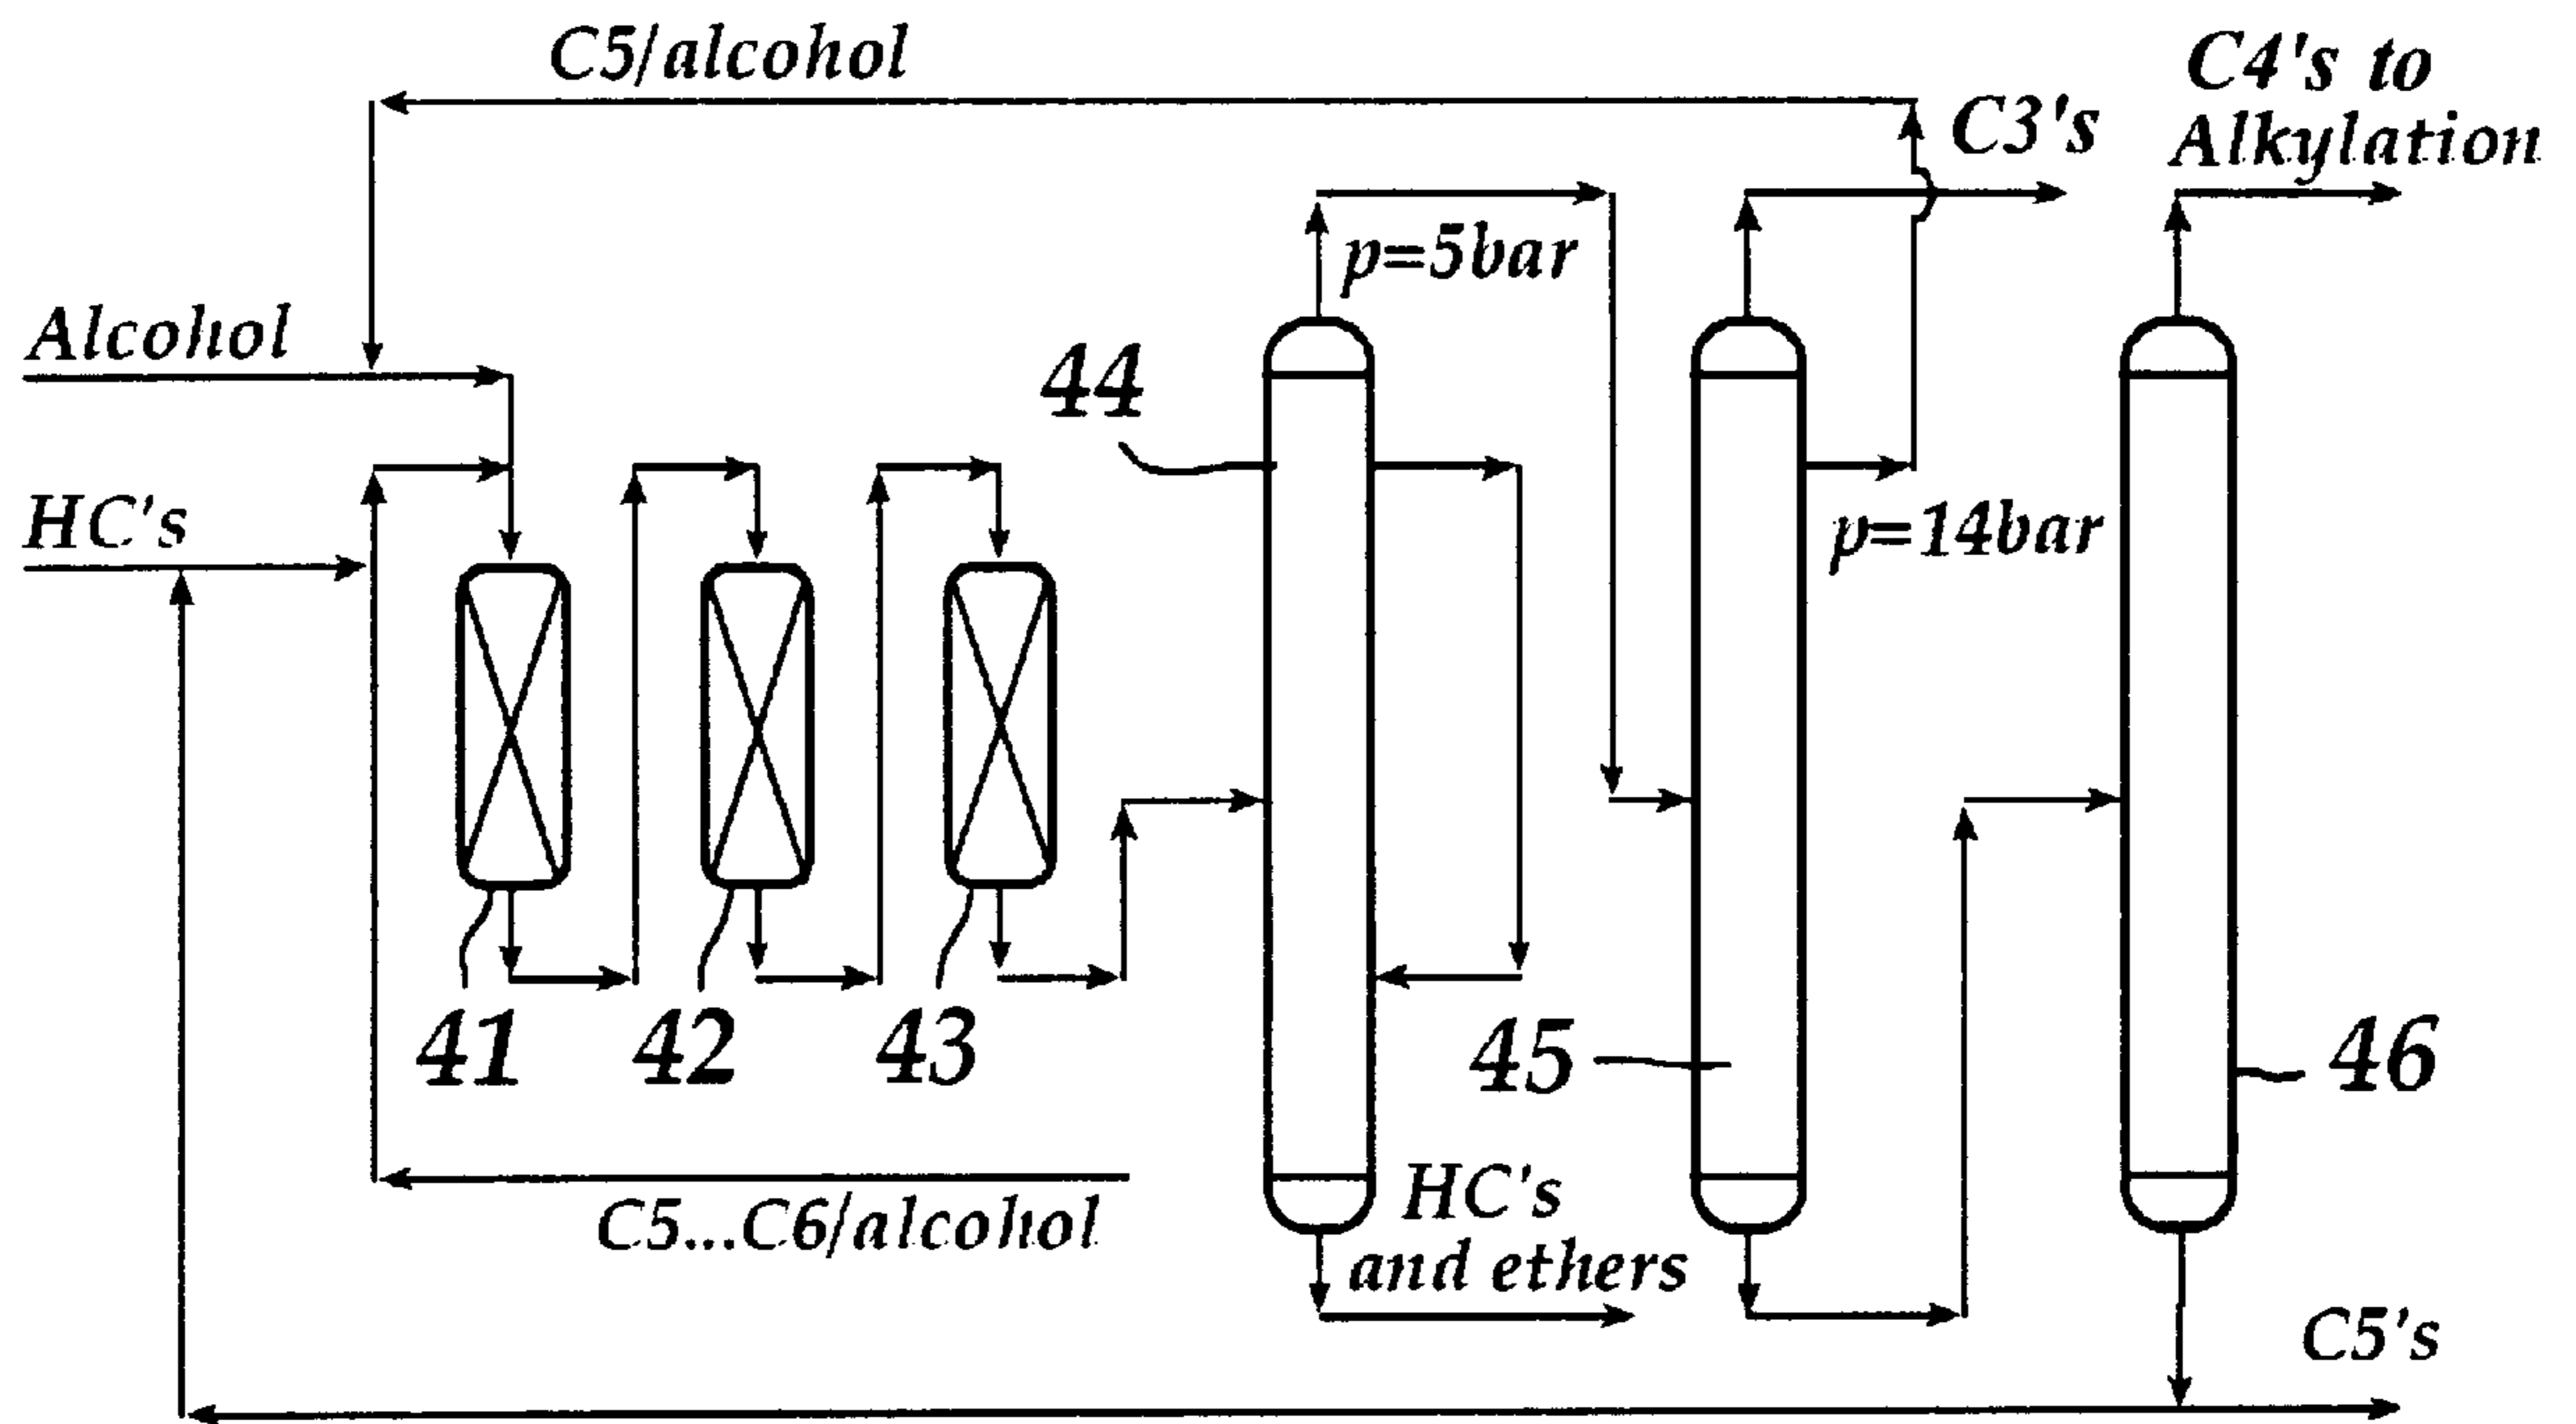 C5/alcohol
C4's to
Alkylation
C3's
p=5bar
Alcohol
44
HC's
p=14bar
41
42
43
45
46
C5...C6/alcohol
HC's
and ethers
C5's